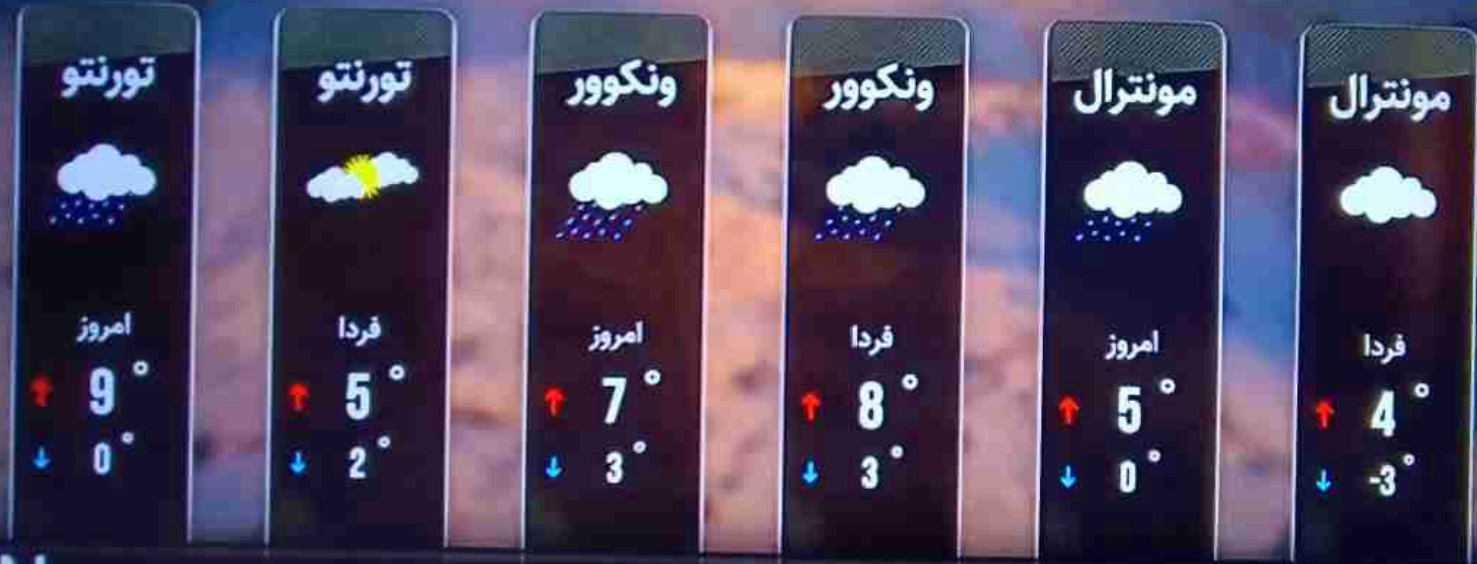 تورنتو
امروز
9°
0°
تورنتو
فردا
5°
2°
ونکوور
امروز
7°
3°
ونکوور
فردا
8°
3°
مونترال
امروز
5°
0°
مونترال
فردا
4°
-3°